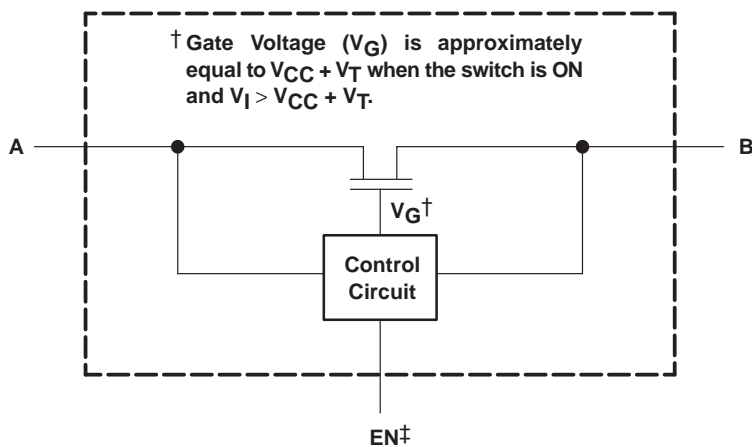 † Gate Voltage (VG) is approximately
equal to VCC + VT when the switch is ON
and VI > VCC + VT.
A
B
VG†
Control
Circuit
EN‡